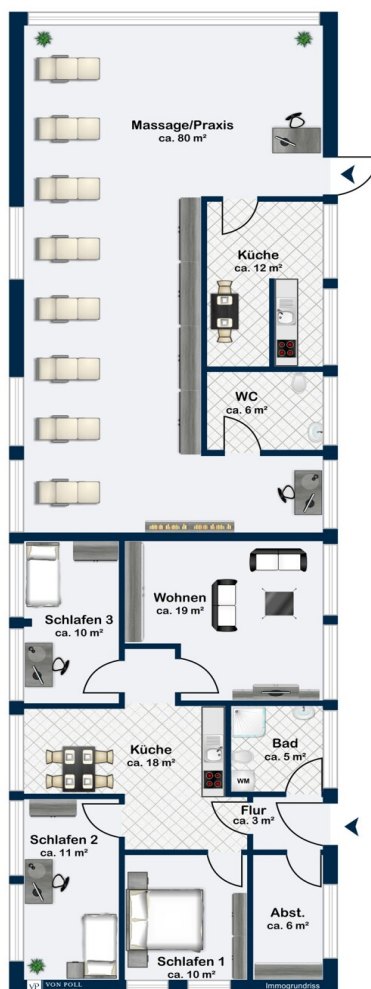 Massage/Praxis
ca. 80 m²
Küche
ca. 12 m²
WC
ca. 6 m²
Schlafen 3
ca. 10 m²
Wohnen
ca. 19 m²
Küche
ca. 18 m²
Bad
ca. 5 m²
WM
Flur
ca. 3 m²
Schlafen 2
ca. 11 m²
Schlafen 1
ca. 10 m²
Abst.
ca. 6 m²
VP VON POLL
Immogrundriss